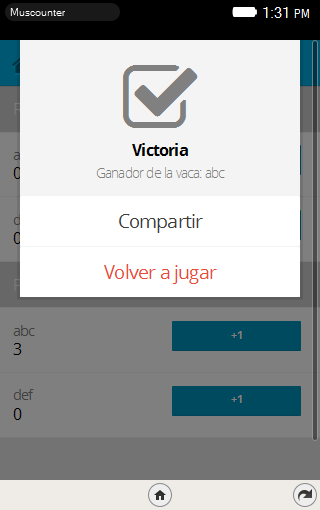 Muscounter
1:31 PM
Victoria
Ganador de la vaca: abc
Compartir
Volver a jugar
abc
3
+1
def
0
+1